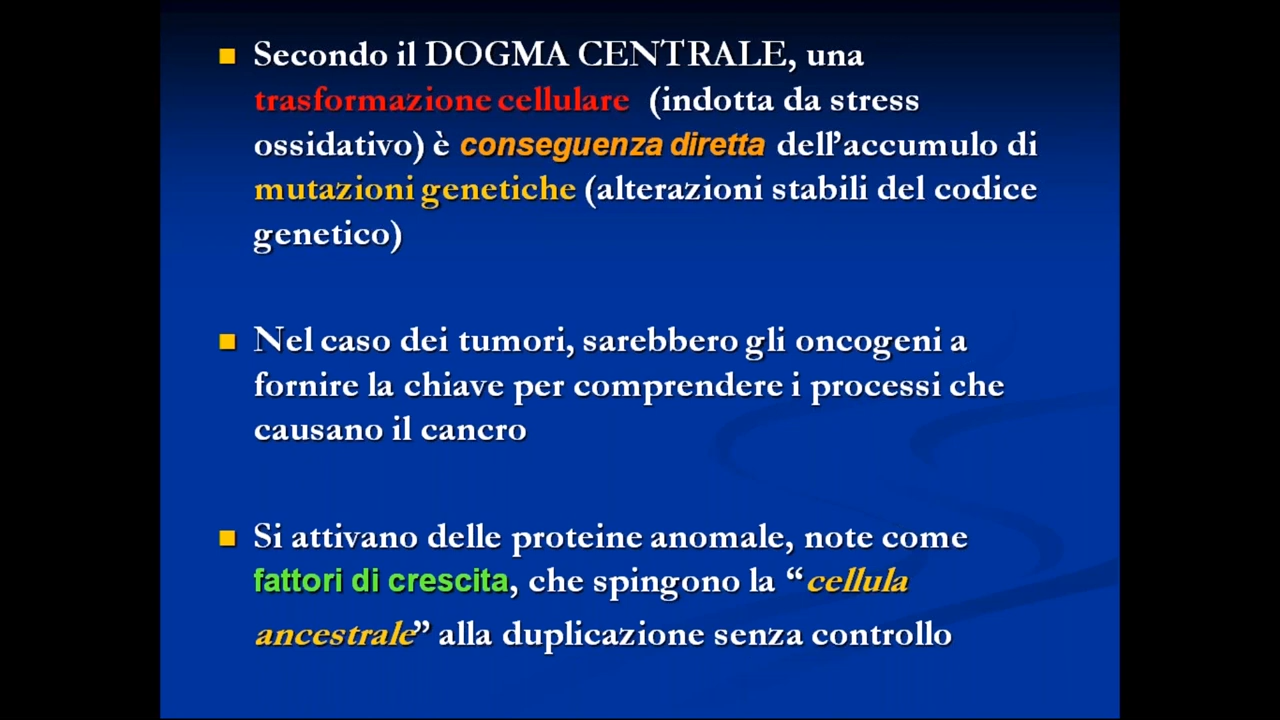 Secondo il DOGMA CENTRALE, una
trasformazione cellulare (indotta da stress
ossidativo) è conseguenza diretta dell’accumulo di
mutazioni genetiche (alterazioni stabili del codice
genetico)
Nel caso dei tumori, sarebbero gli oncogeni a
fornire la chiave per comprendere i processi che
causano il cancro
Si attivano delle proteine anomale, note come
fattori di crescita, che spingono la “cellula
ancestrale” alla duplicazione senza controllo